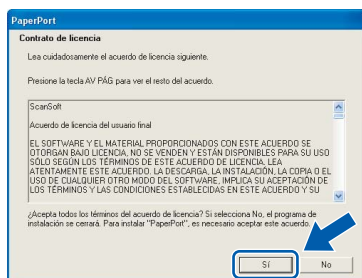 PaperPort
Contrato de licencia
Lea cuidadosamente el acuerdo de licencia siguiente.
Presione la tecla AV PÁG para ver el resto del acuerdo.
ScanSoft
Acuerdo de licencia del usuario final
EL SOFTWARE Y EL MATERIAL PROPORCIONADOS CON ESTE ACUERDO SE
OTORGAN BAJO LICENCIA, NO SE VENDEN Y ESTÁN DISPONIBLES PARA SU USO
SÓLO SEGÚN LOS TÉRMINOS DE ESTE ACUERDO DE LICENCIA. LEA
ATENTAMENTE ESTE ACUERDO. LA DESCARGA, LA INSTALACIÓN, LA COPIA O EL
USO DE CUALQUIER OTRO MODO DEL SOFTWARE, IMPLICA SU ACEPTACIÓN DE
LOS TÉRMINOS Y LAS CONDICIONES ESTABLECIDAS EN ESTE ACUERDO Y SU
¿Acepta todos los términos del acuerdo de licencia? Si selecciona No, el programa de
instalación se cerrará. Para instalar "PaperPort", es necesario aceptar este acuerdo.
Sí
No